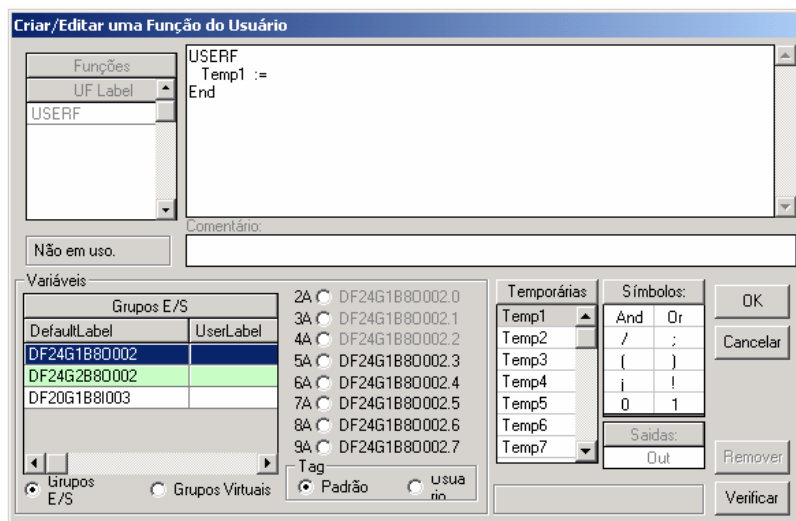 Criar/Editar uma Função do Usuário
Funções
UF Label
USERF
USERF
Temp1 :=
End
Comentário:
Não em uso.
Variáveis
Grupos E/S
DefaultLabel UserLabel
DF24G1B8O002
DF24G2B8O002
DF20G1B8I003
Grupos E/S
Grupos Virtuais
2A DF24G1B8O002.0
3A DF24G1B8O002.1
4A DF24G1B8O002.2
5A DF24G1B8O002.3
6A DF24G1B8O002.4
7A DF24G1B8O002.5
8A DF24G1B8O002.6
9A DF24G1B8O002.7
Tag
Padrão
Usua
rio
Temporárias
Temp1
Temp2
Temp3
Temp4
Temp5
Temp6
Temp7
Símbolos:
And Or
/ ;
( )
¡ !
0 1
Saidas:
Out
OK
Cancelar
Remover
Verificar